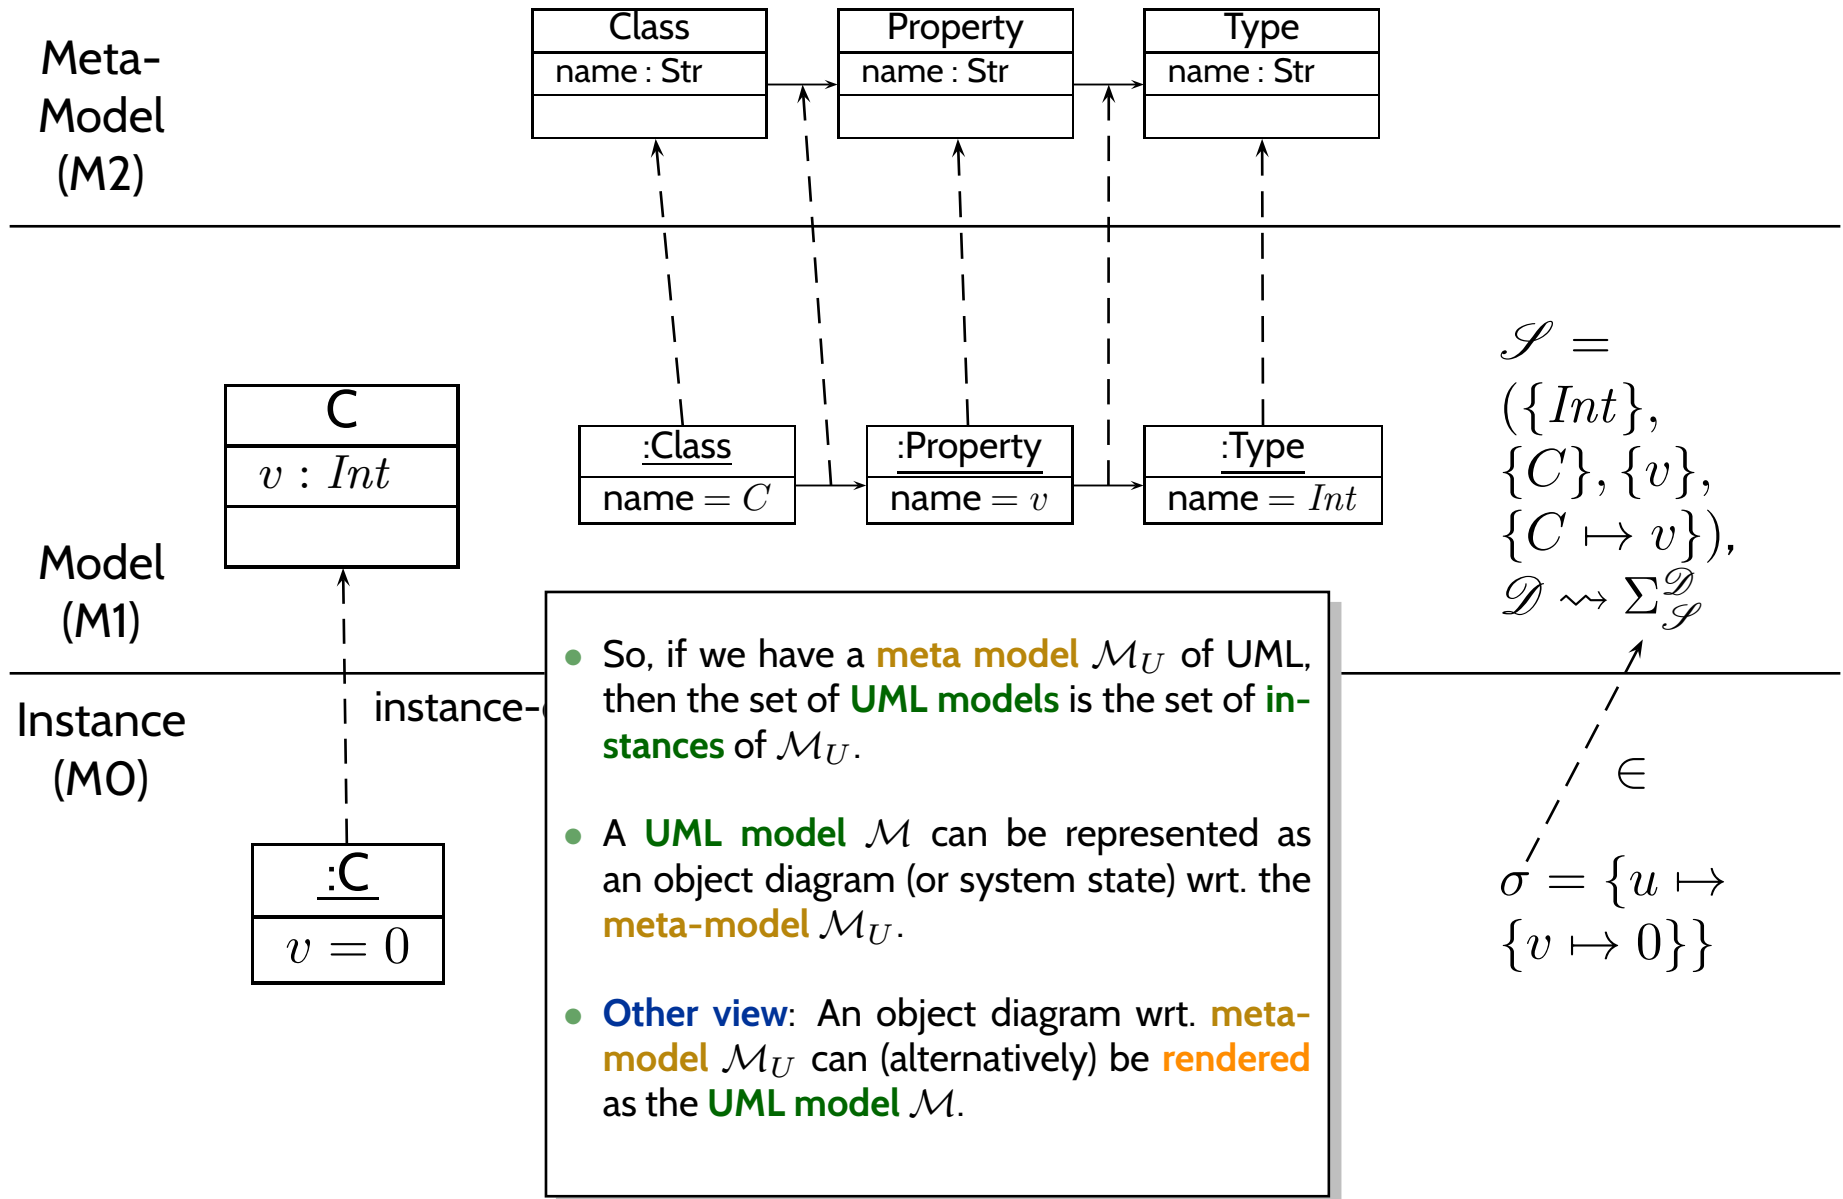 Meta-
Model
(M2)
Class
name : Str
Property
name : Str
Type
name : Str
Model
(M1)
C
v : Int
:Class
name = C
:Property
name = v
:Type
name = Int
𝒮 =
({Int},
{C}, {v},
{C ↦ v}),
𝒟 ⇝ Σ_𝒮^𝒟
Instance
(M0)
instance-
:C
v = 0
• So, if we have a meta model ℳ_U of UML,
then the set of UML models is the set of in-
stances of ℳ_U.
• A UML model ℳ can be represented as
an object diagram (or system state) wrt. the
meta-model ℳ_U.
• Other view: An object diagram wrt. meta-
model ℳ_U can (alternatively) be rendered
as the UML model ℳ.
∈
σ = {u ↦
{v ↦ 0}}